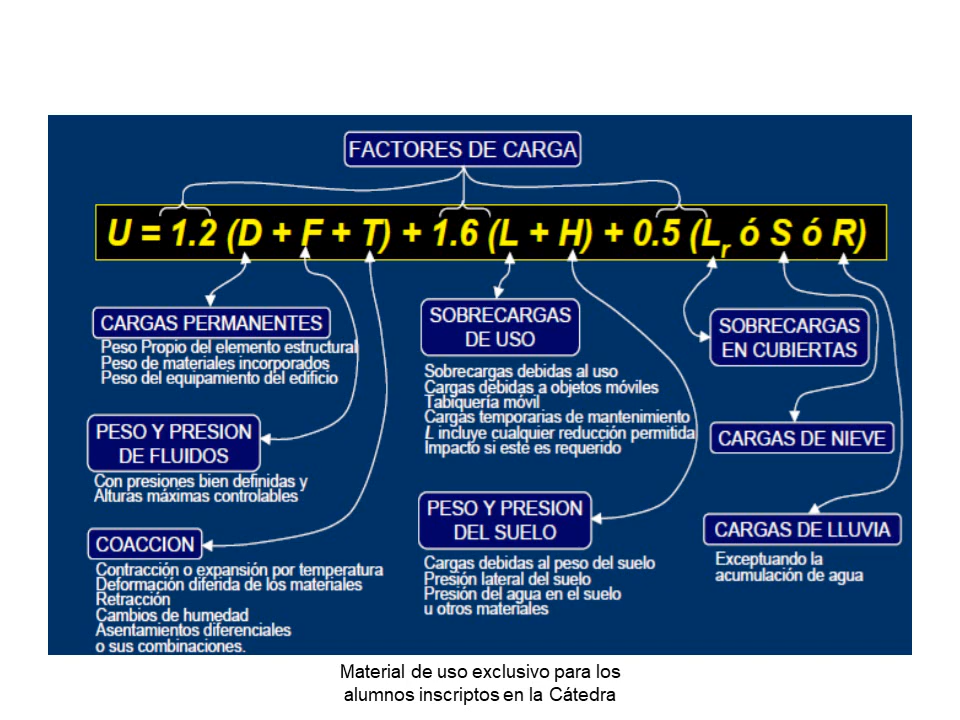 FACTORES DE CARGA
U = 1.2 (D + F + T) + 1.6 (L + H) + 0.5 (Lr ó S ó R)
CARGAS PERMANENTES
Peso Propio del elemento estructural
Peso de materiales incorporados
Peso del equipamiento del edificio
PESO Y PRESION
DE FLUIDOS
Con presiones bien definidas y
Alturas máximas controlables
COACCION
Contracción o expansión por temperatura
Deformación diferida de los materiales
Retracción
Cambios de humedad
Asentamientos diferenciales
o sus combinaciones.
SOBRECARGAS
DE USO
Sobrecargas debidas al uso
Cargas debidas a objetos móviles
Tabiquería móvil
Cargas temporarias de mantenimiento
L incluye cualquier reducción permitida
Impacto si este es requerido
PESO Y PRESION
DEL SUELO
Cargas debidas al peso del suelo
Presión lateral del suelo
Presión del agua en el suelo
u otros materiales
SOBRECARGAS
EN CUBIERTAS
CARGAS DE NIEVE
CARGAS DE LLUVIA
Exceptuando la
acumulación de agua
Material de uso exclusivo para los
alumnos inscriptos en la Cátedra